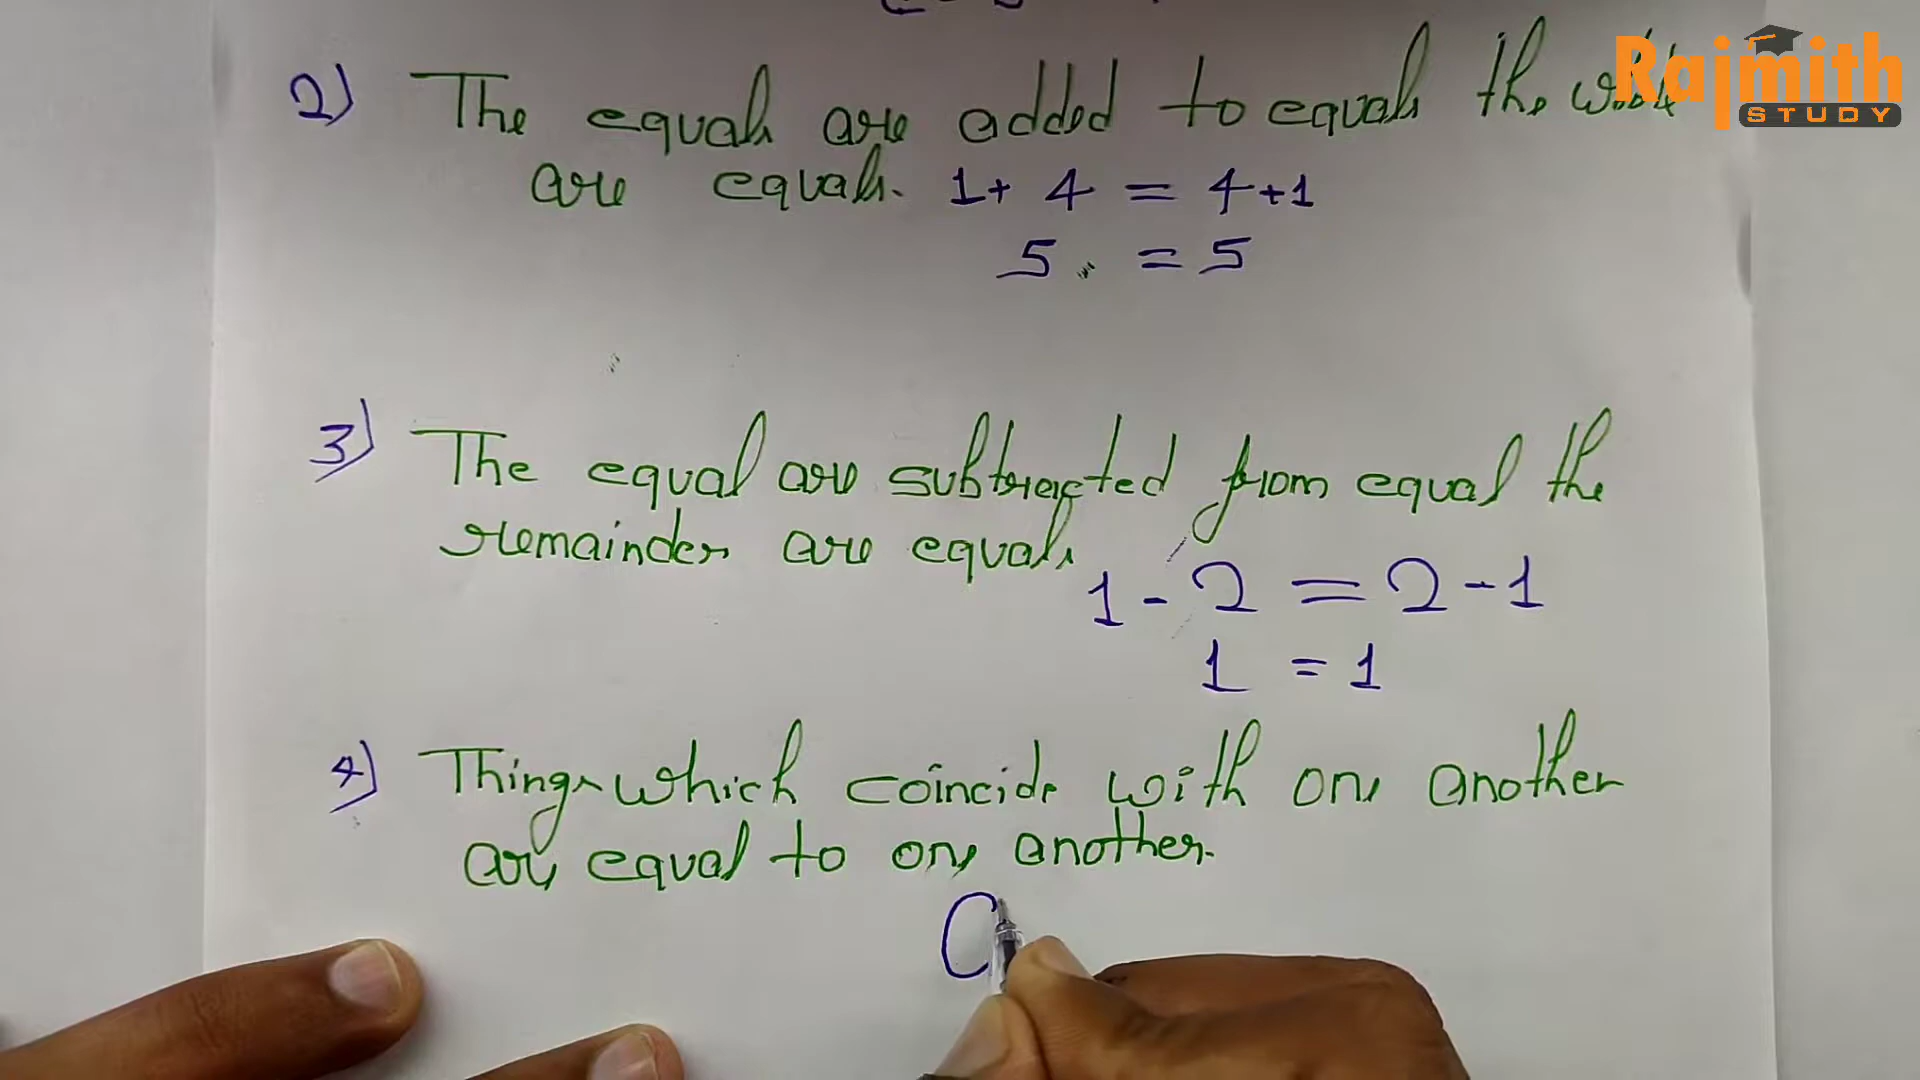 2) The equals are added to equals the
are equals. 1+ 4 = 4+1
5 = 5
3) The equal are subtracted from equal the
remainder are equals
1 - 2 = 2 - 1
1 = 1
4) Things which coincide with one another
are equal to one another.
Rajmith
STUDY